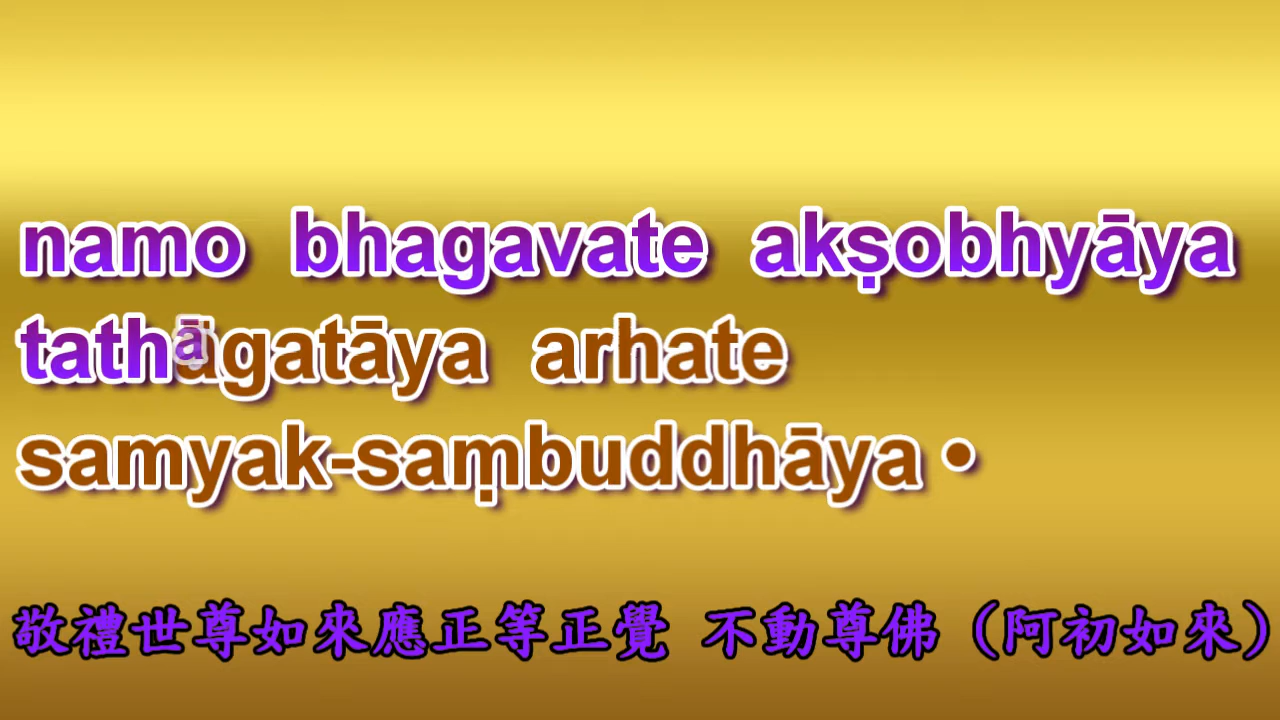 namo bhagavate akṣobhyāya
tathāgatāya arhate
samyak-saṃbuddhāya •
敬禮世尊如來應正等正覺 不動尊佛（阿初如來）